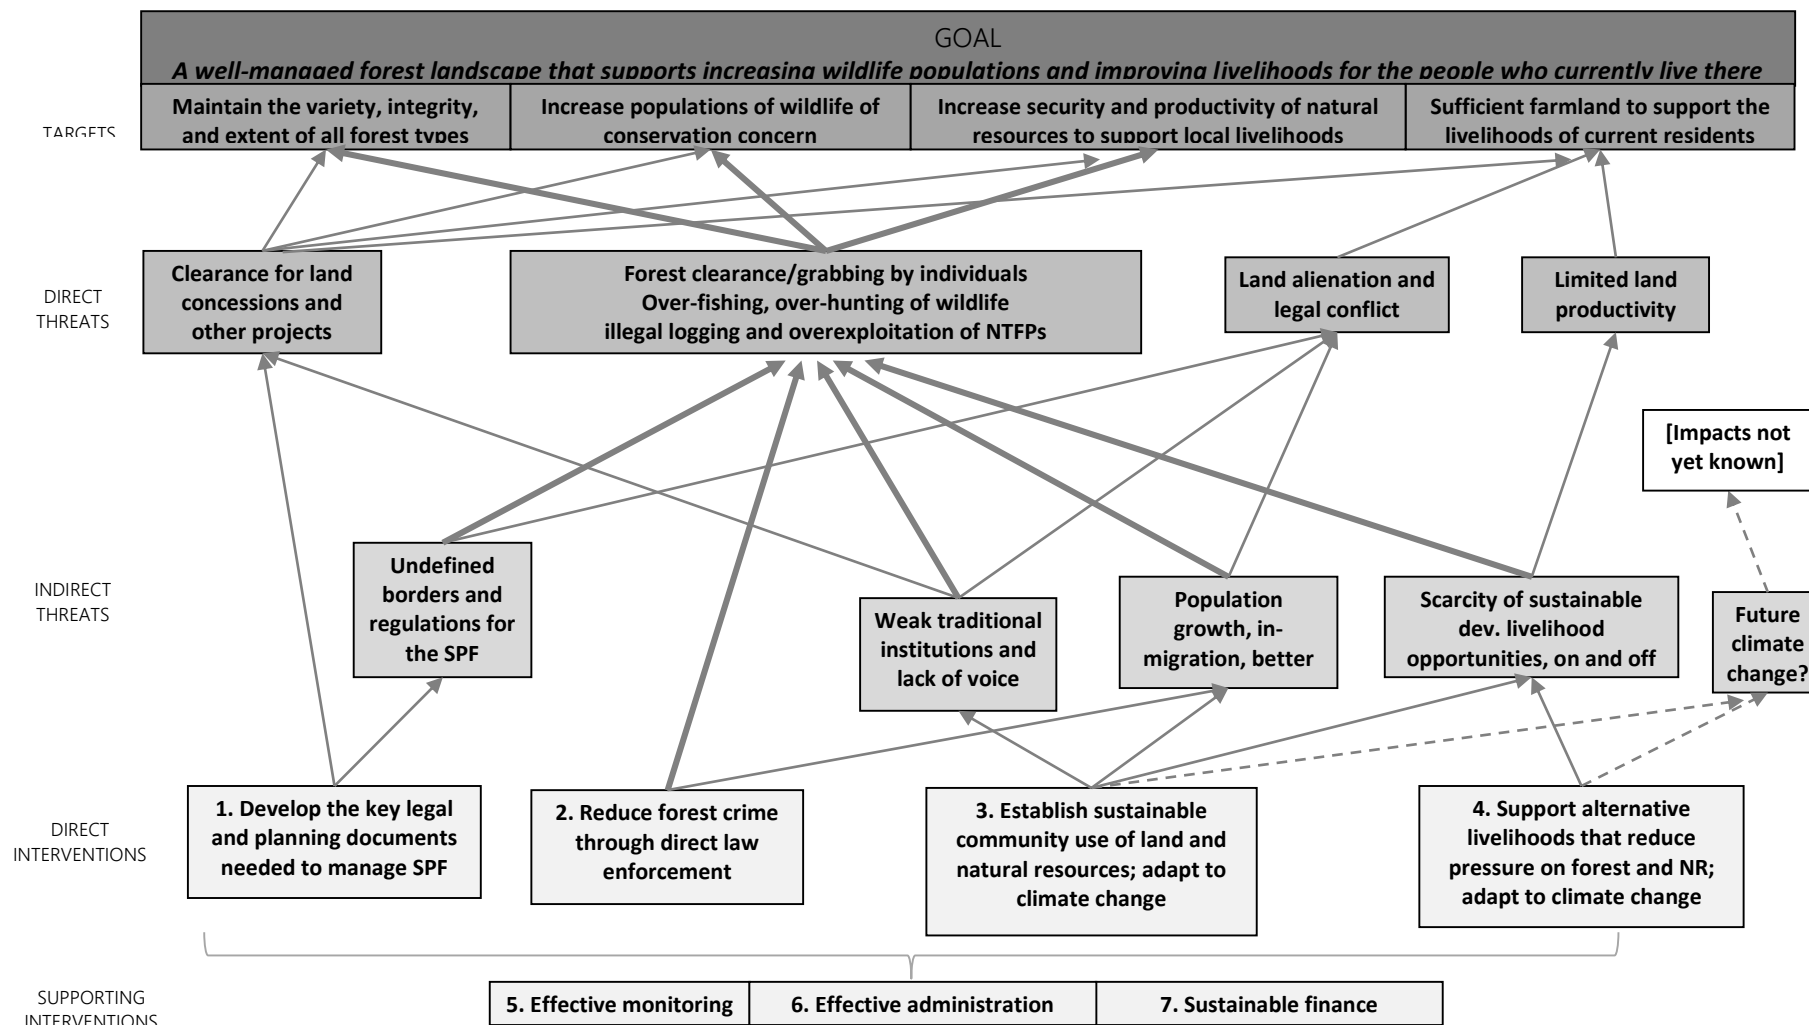 GOAL
A well-managed forest landscape that supports increasing wildlife populations and improving livelihoods for the people who currently live there
TARGETS
Maintain the variety, integrity,
and extent of all forest types
Increase populations of wildlife of
conservation concern
Increase security and productivity of natural
resources to support local livelihoods
Sufficient farmland to support the
livelihoods of current residents
DIRECT
THREATS
Clearance for land
concessions and
other projects
Forest clearance/grabbing by individuals
Over-fishing, over-hunting of wildlife
illegal logging and overexploitation of NTFPs
Land alienation and
legal conflict
Limited land
productivity
[Impacts not
yet known]
INDIRECT
THREATS
Undefined
borders and
regulations for
the SPF
Weak traditional
institutions and
lack of voice
Population
growth, in-
migration, better
Scarcity of sustainable
dev. livelihood
opportunities, on and off
Future
climate
change?
DIRECT
INTERVENTIONS
1. Develop the key legal
and planning documents
needed to manage SPF
2. Reduce forest crime
through direct law
enforcement
3. Establish sustainable
community use of land and
natural resources; adapt to
climate change
4. Support alternative
livelihoods that reduce
pressure on forest and NR;
adapt to climate change
SUPPORTING
INTERVENTIONS
5. Effective monitoring
6. Effective administration
7. Sustainable finance